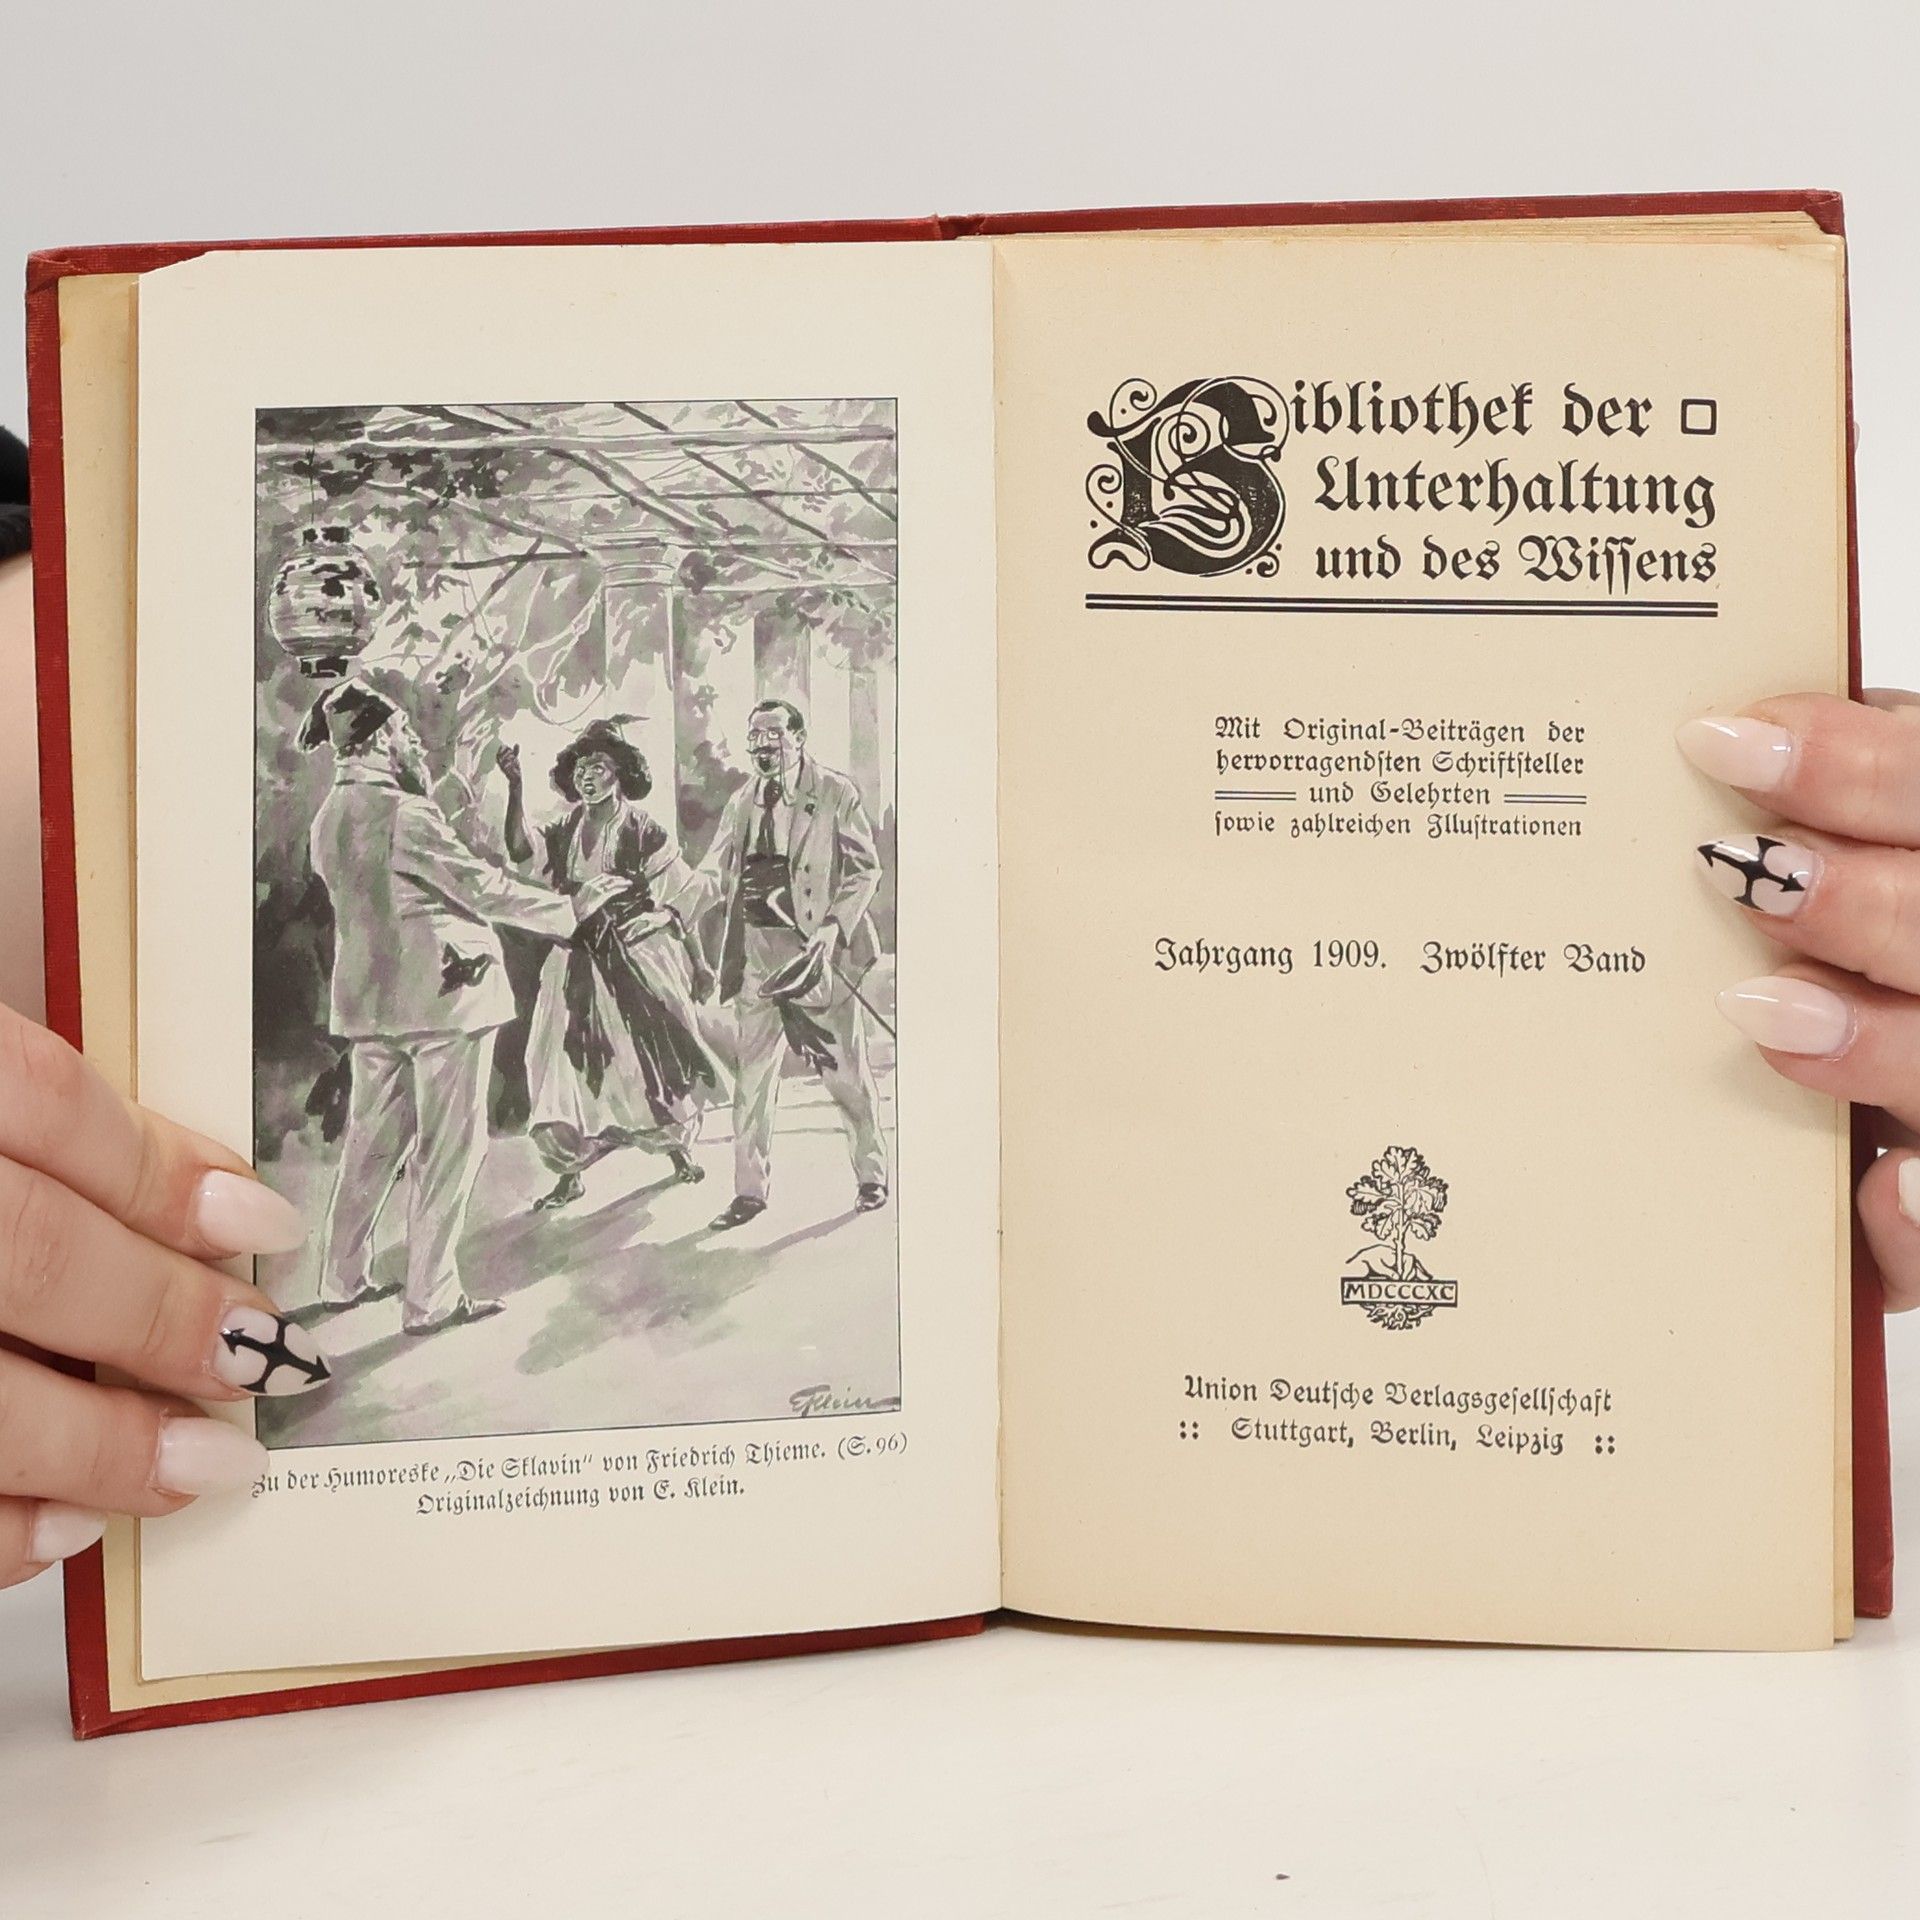 EKlein
Zu der Humoreske „Die Sklavin“ von Friedrich Thieme. (S. 96)
Originalzeichnung von E. Klein.
Bibliothek der
Unterhaltung
und des Wiſſens
Mit Original-Beiträgen der
hervorragendſten Schriftſteller
und Gelehrten
ſowie zahlreichen Illuſtrationen
Jahrgang 1909. Zwölfter Band
MDCCCXC
Union Deutſche Verlagsgeſellſchaft
:: Stuttgart, Berlin, Leipzig ::